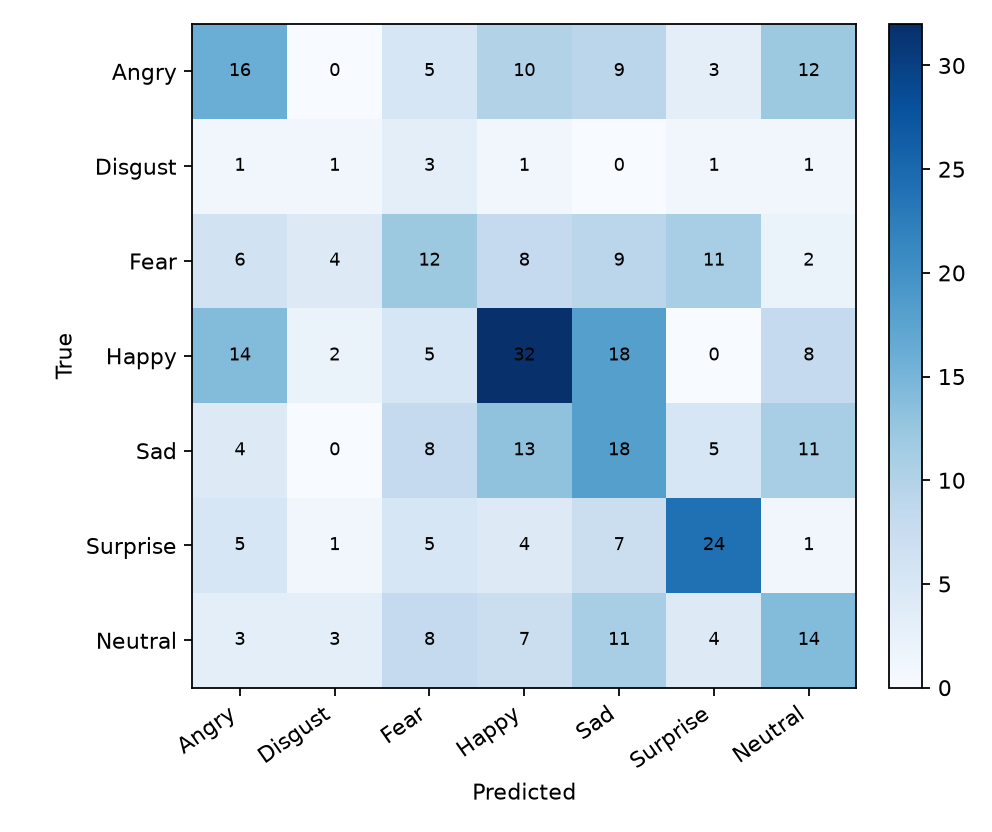 Angry 16 0 5 10 9 3 12
Disgust 1 1 3 1 0 1 1
Fear 6 4 12 8 9 11 2
Happy 14 2 5 32 18 0 8
Sad 4 0 8 13 18 5 11
Surprise 5 1 5 4 7 24 1
Neutral 3 3 8 7 11 4 14
True
Angry Disgust Fear Happy Sad Surprise Neutral
Predicted
30
25
20
15
10
5
0